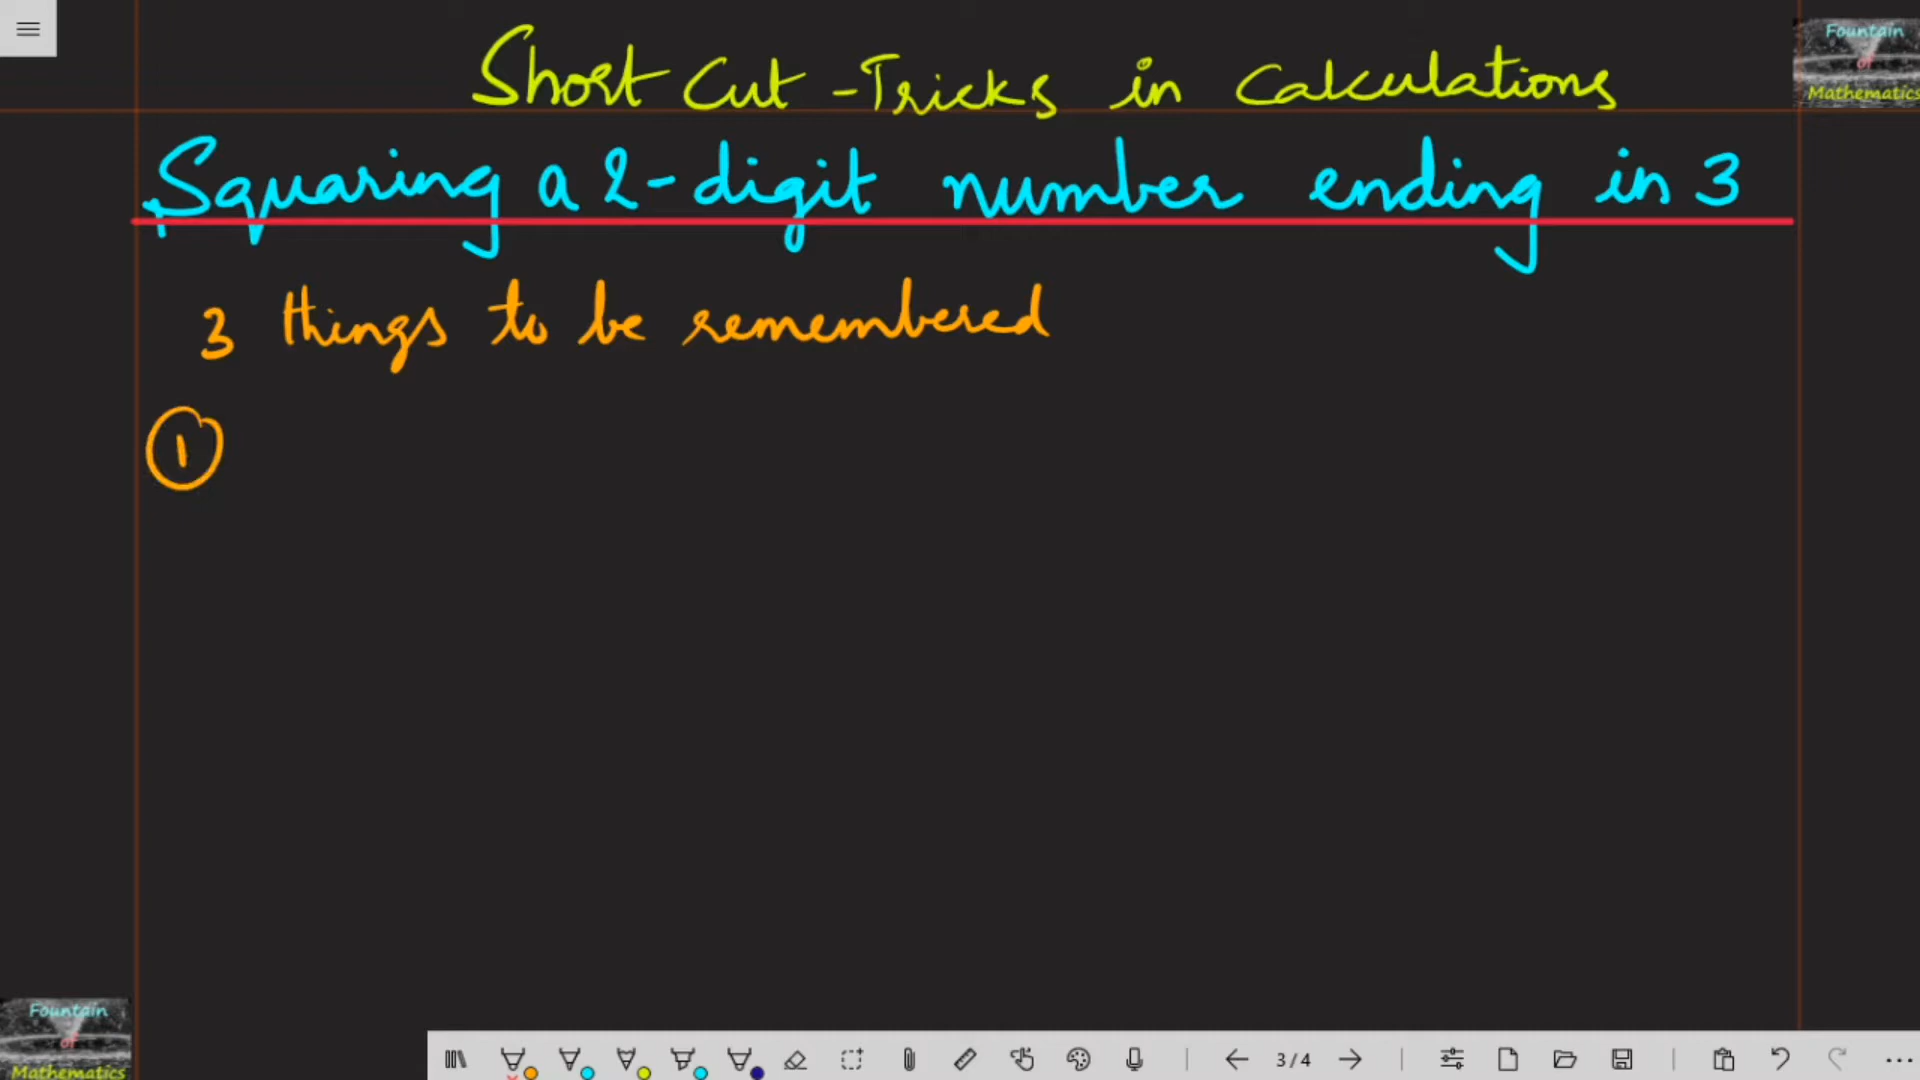 Fountain
of
Mathematics
Short Cut - Tricks in Calculations
Squaring a 2-digit number ending in 3
3 things to be remembered
1
Fountain
of
Mathematics
3 / 4